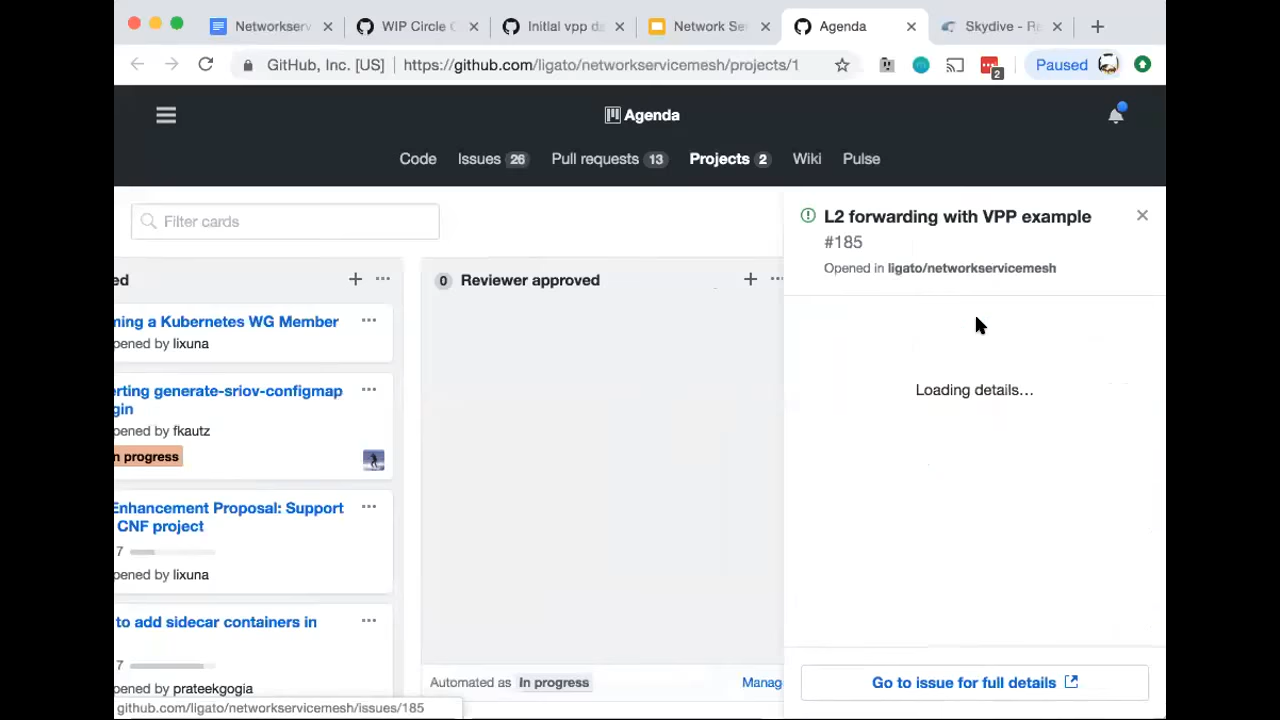 Networkserv
WIP Circle C
Initial vpp da
Network Se
Agenda
Skydive - Re
GitHub, Inc. [US]
https://github.com/ligato/networkservicemesh/projects/1
2
Paused
Agenda
Code
Issues 26
Pull requests 13
Projects 2
Wiki
Pulse
Filter cards
ed
ming a Kubernetes WG Member
pened by lixuna
erting generate-sriov-configmap
gin
pened by fkautz
n progress
Enhancement Proposal: Support
CNF project
7
pened by lixuna
to add sidecar containers in
7
pened by prateekgogia
0 Reviewer approved
Automated as In progress
Manag
L2 forwarding with VPP example
#185
Opened in ligato/networkservicemesh
Loading details…
Go to issue for full details
github.com/ligato/networkservicemesh/issues/185